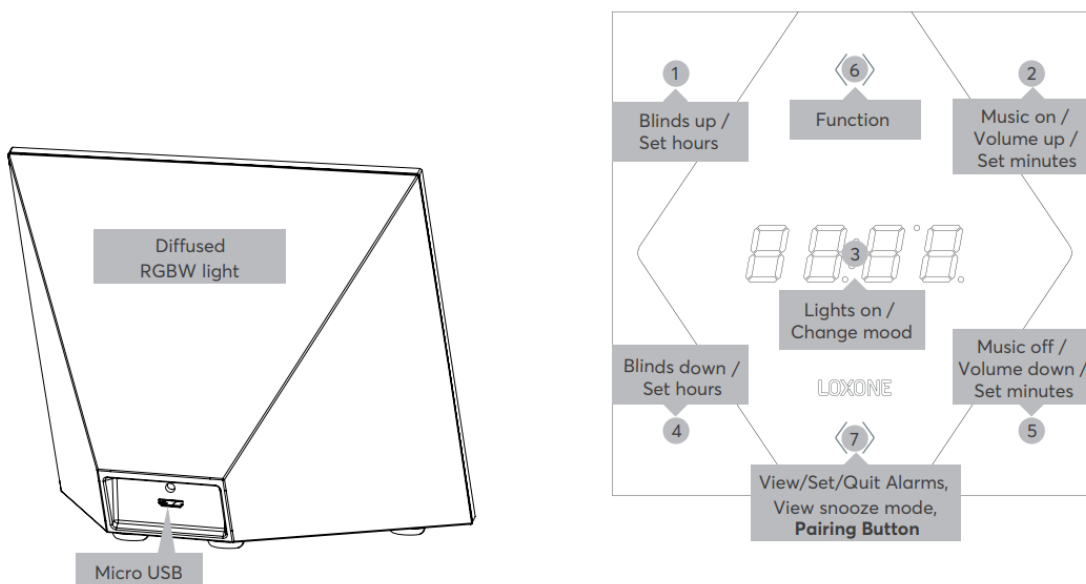 Diffused
RGBW light
Micro USB
1
Blinds up /
Set hours
6
Function
2
Music on /
Volume up /
Set minutes
3
Lights on /
Change mood
Blinds down /
Set hours
4
LOXONE
Music off /
Volume down /
Set minutes
5
7
View/Set/Quit Alarms,
View snooze mode,
Pairing Button